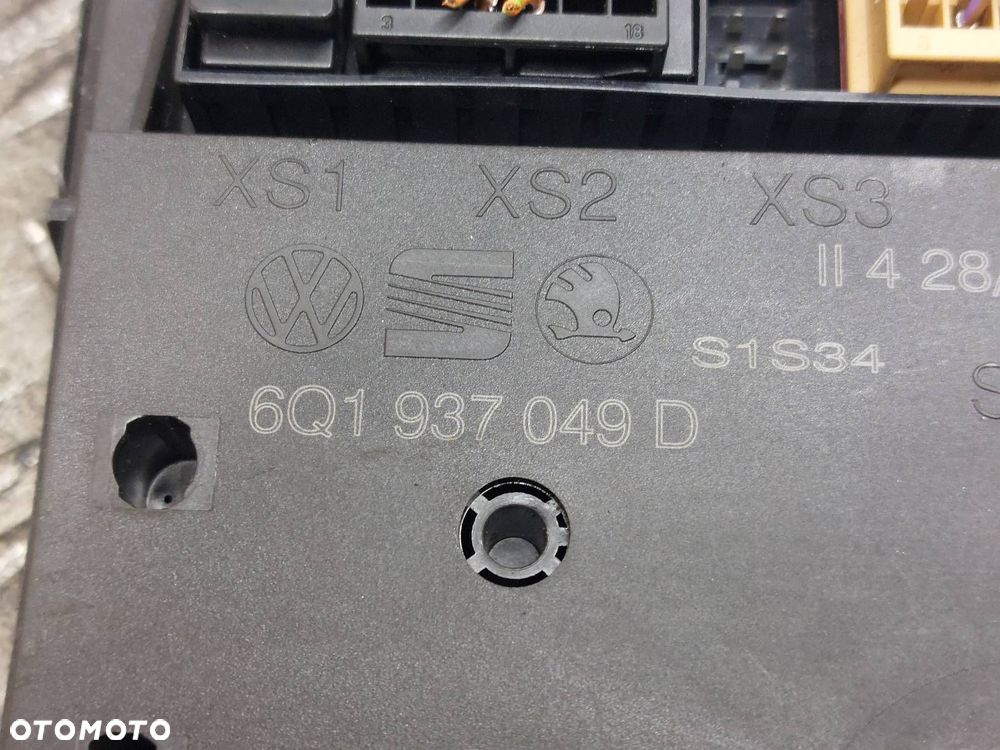 3 18
XS1 XS2 XS3
II 4 28/
S1S34
6Q1 937 049 D
OTOMOTO